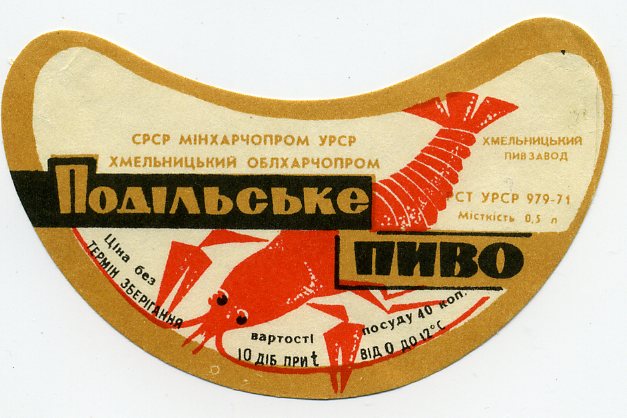 СРСР МІНХАРЧОПРОМ УРСР
ХМЕЛЬНИЦЬКИЙ ОБЛХАРЧОПРОМ
ХМЕЛЬНИЦЬКИЙ
ПИВЗАВОД
Подільське
пиво
СТ УРСР 979-71
Місткість 0,5 л
Ціна без вартості посуду 40 коп.
ТЕРМІН ЗБЕРІГАННЯ 10 ДІБ ПРИ t ВІД 0 ДО 12°С